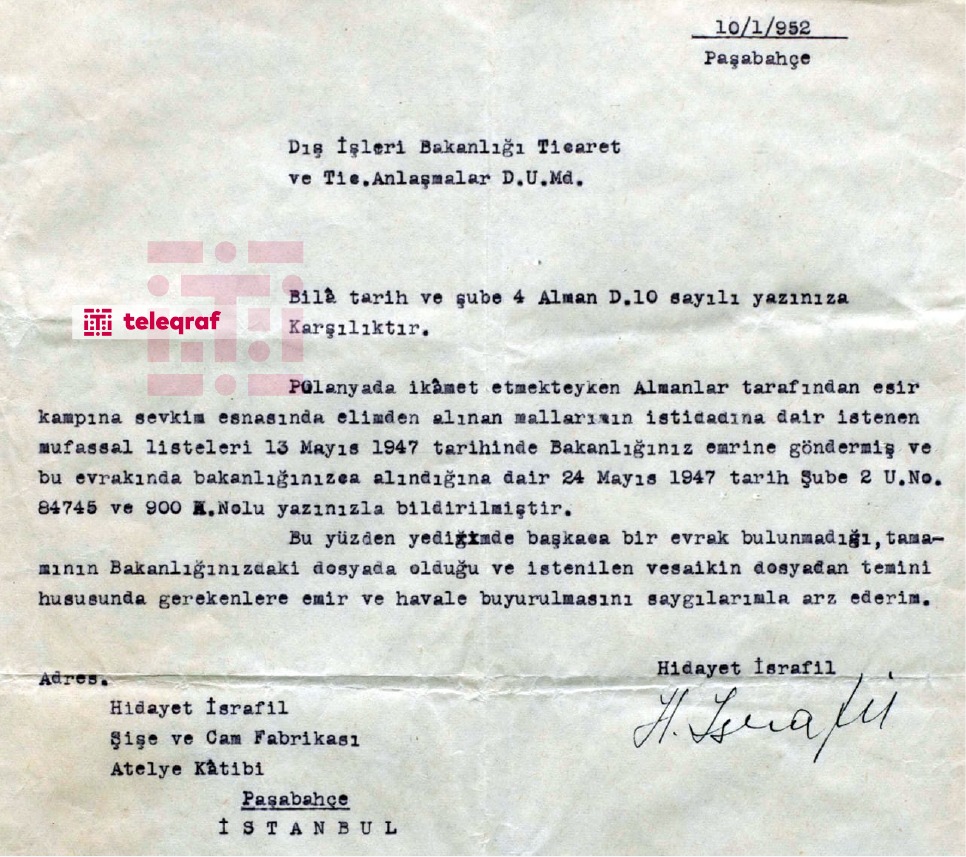 10/1/952
Paşabahçe
Dış İşleri Bakanlığı Ticaret
ve Tic.Anlaşmalar D.U.Md.
Bilâ tarih ve şube 4 Alman D.10 sayılı yazınıza
Karşılıktır.
teleqraf
POlanyada ikâmet etmekteyken Almanlar tarafından esir
kampına sevkim esnasında elimden alınan mallarımın istidadına dair istenen
mufassal listeleri 13 Mayıs 1947 tarihinde Bakanlığınız emrine göndermiş ve
bu evrakında bakanlığınızca alındığına dair 24 Mayıs 1947 tarih Şube 2 U.No.
84745 ve 900 K.Nolu yazınızla bildirilmiştir.
Bu yüzden yediğimde başkaca bir evrak bulunmadığı,tama-
mının Bakanlığınızdaki dosyada olduğu ve istenilen vesaikin dosyadan temini
hususunda gerekenlere emir ve havale buyurulmasını saygılarımla arz ederim.
Hidayet İsrafil
H. İsrafil
Adres.
Hidayet İsrafil
Şişe ve Cam Fabrikası
Atelye Kâtibi
Paşabahçe
İSTANBUL